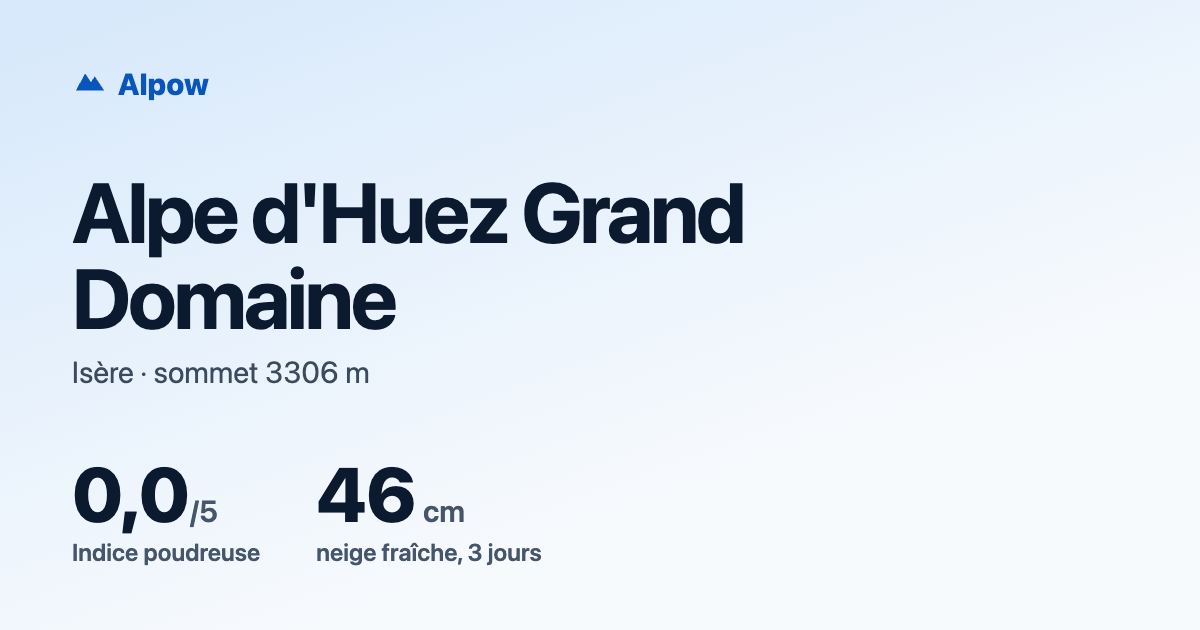 Alpow
Alpe d'Huez Grand
Domaine
Isère · sommet 3306 m
0,0/5 46 cm
Indice poudreuse neige fraîche, 3 jours